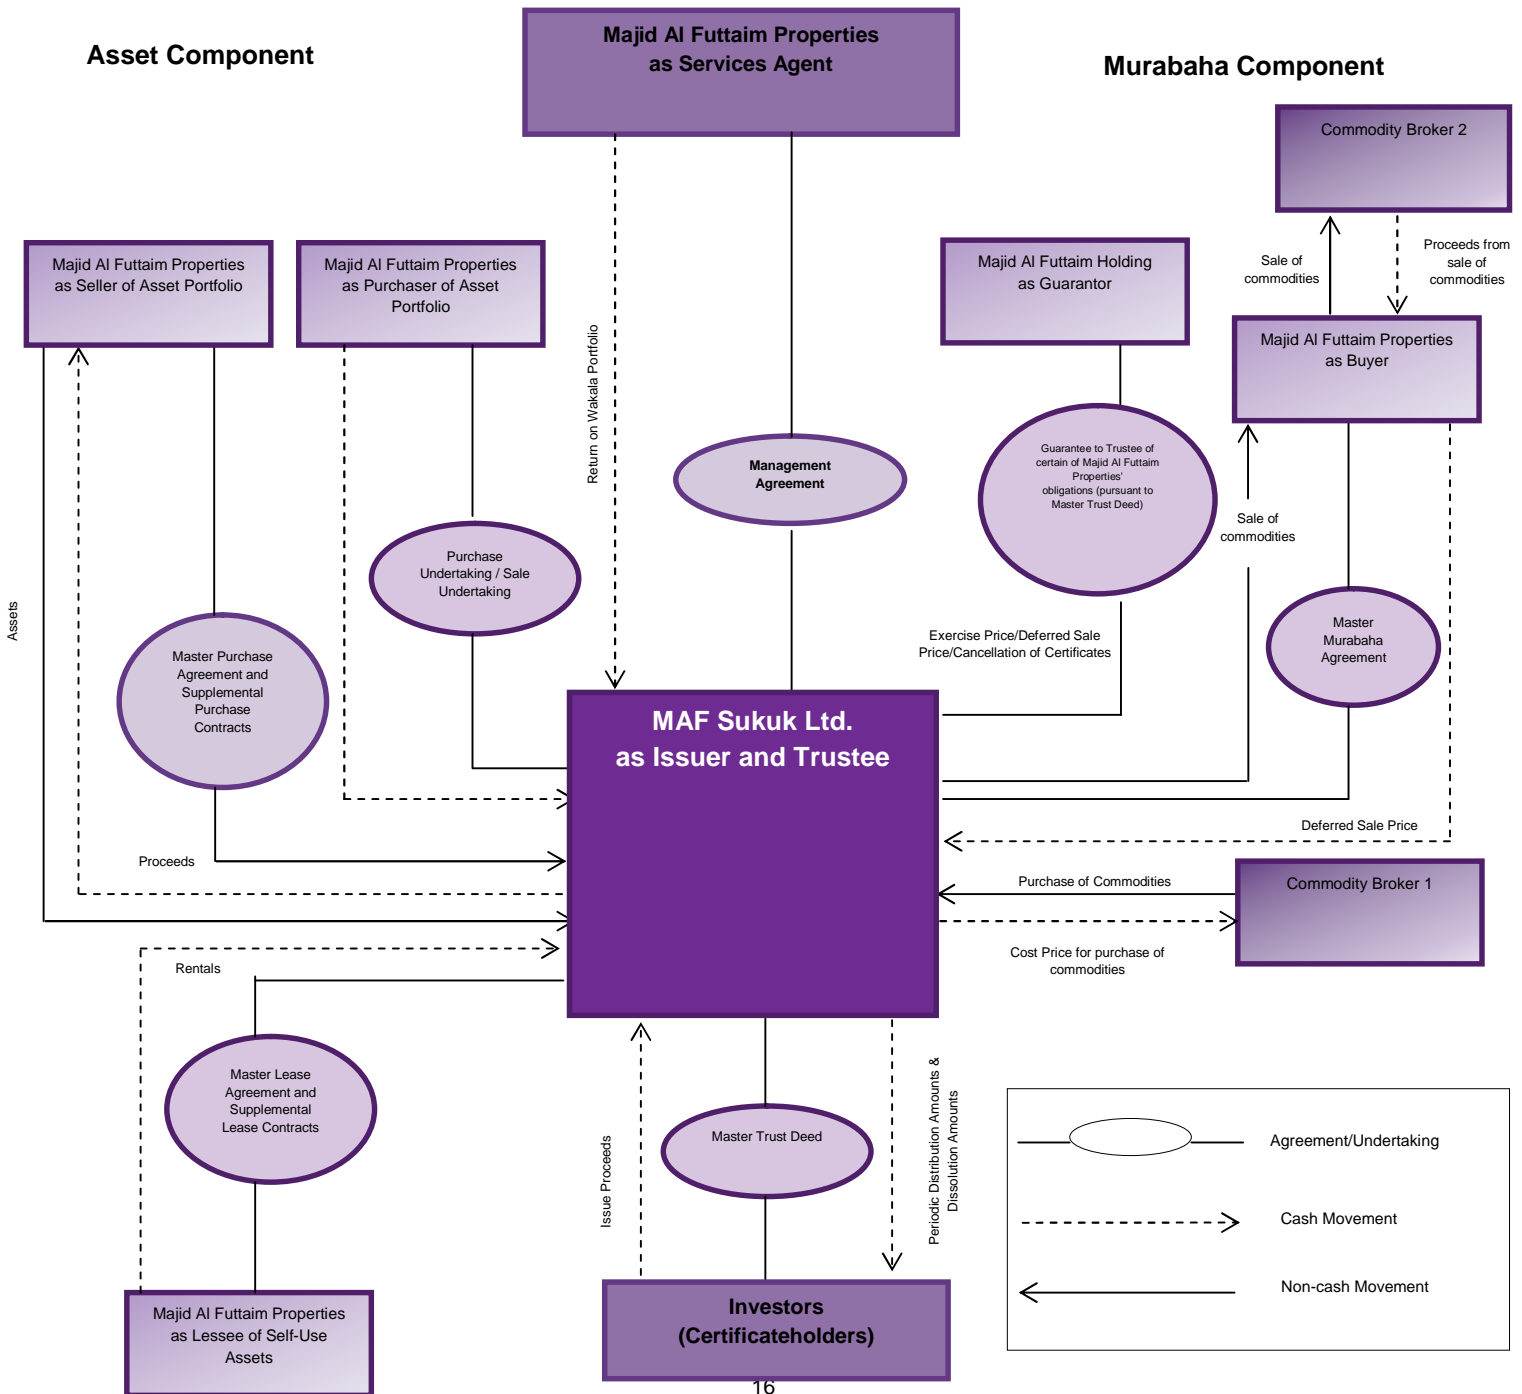 Asset Component
Majid Al Futtaim Properties
as Services Agent
Murabaha Component
Commodity Broker 2
Majid Al Futtaim Properties
as Seller of Asset Portfolio
Majid Al Futtaim Properties
as Purchaser of Asset
Portfolio
Majid Al Futtaim Holding
as Guarantor
Sale of
commodities
Proceeds from
sale of
commodities
Majid Al Futtaim Properties
as Buyer
Return on Wakala Portfolio
Management
Agreement
Guarantee to Trustee of
certain of Majid Al Futtaim
Properties'
obligations (pursuant to
Master Trust Deed)
Sale of
commodities
Purchase
Undertaking / Sale
Undertaking
Assets
Master Purchase
Agreement and
Supplemental
Purchase
Contracts
Exercise Price/Deferred Sale
Price/Cancellation of Certificates
Master
Murabaha
Agreement
MAF Sukuk Ltd.
as Issuer and Trustee
Deferred Sale Price
Proceeds
Purchase of Commodities
Commodity Broker 1
Cost Price for purchase of
commodities
Rentals
Master Lease
Agreement and
Supplemental
Lease Contracts
Issue Proceeds
Master Trust Deed
Periodic Distribution Amounts &
Dissolution Amounts
Agreement/Undertaking
Cash Movement
Non-cash Movement
Majid Al Futtaim Properties
as Lessee of Self-Use
Assets
Investors
(Certificateholders)
16